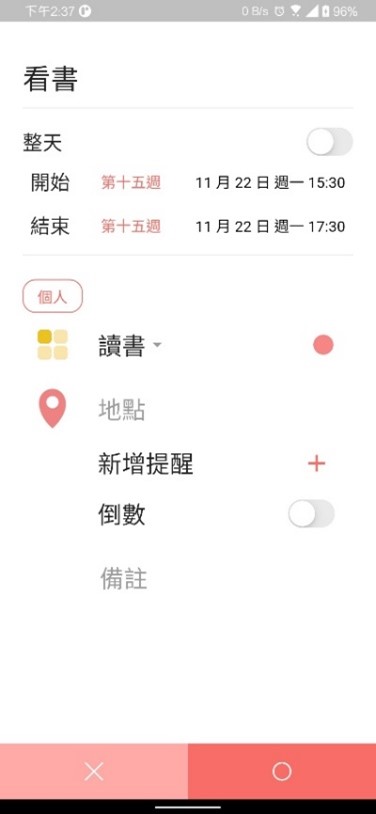 下午2:37 0 B/s 96%
看書
整天
開始 第十五週 11 月 22 日 週一 15:30
結束 第十五週 11 月 22 日 週一 17:30
個人
讀書
地點
新增提醒
倒數
備註